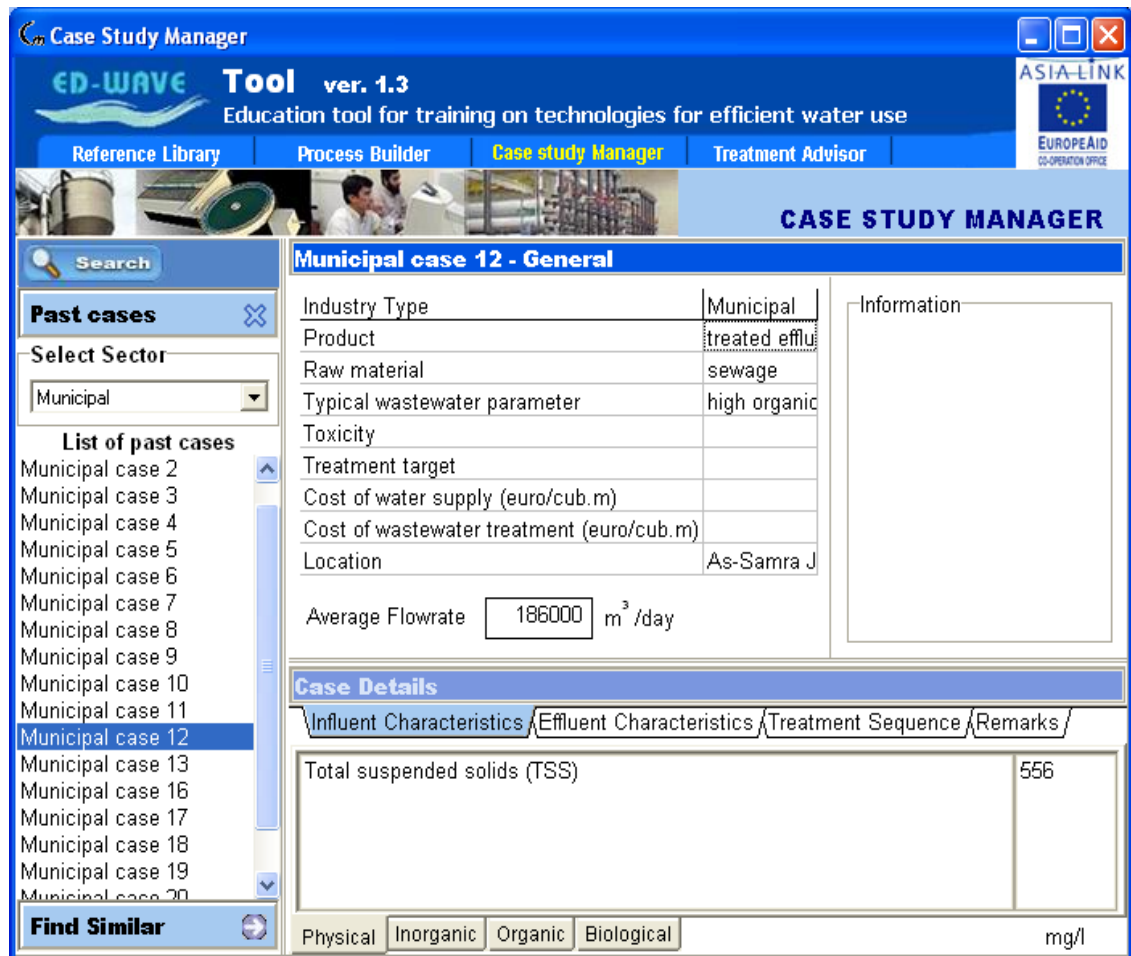 Case Study Manager
ED-WAVE Tool ver. 1.3
Education tool for training on technologies for efficient water use
ASIA-LINK
EUROPEAID
CO-OPERATION OFFICE
Reference Library Process Builder Case study Manager Treatment Advisor
CASE STUDY MANAGER
Search
Past cases
Select Sector
Municipal
List of past cases
Municipal case 2
Municipal case 3
Municipal case 4
Municipal case 5
Municipal case 6
Municipal case 7
Municipal case 8
Municipal case 9
Municipal case 10
Municipal case 11
Municipal case 12
Municipal case 13
Municipal case 16
Municipal case 17
Municipal case 18
Municipal case 19
Municipal case 20
Find Similar
Municipal case 12 - General
Industry Type Municipal
Product treated efflu
Raw material sewage
Typical wastewater parameter high organic
Toxicity
Treatment target
Cost of water supply (euro/cub.m)
Cost of wastewater treatment (euro/cub.m)
Location As-Samra J
Average Flowrate 186000 m³/day
Information
Case Details
Influent Characteristics Effluent Characteristics Treatment Sequence Remarks
Total suspended solids (TSS) 556
Physical Inorganic Organic Biological mg/l